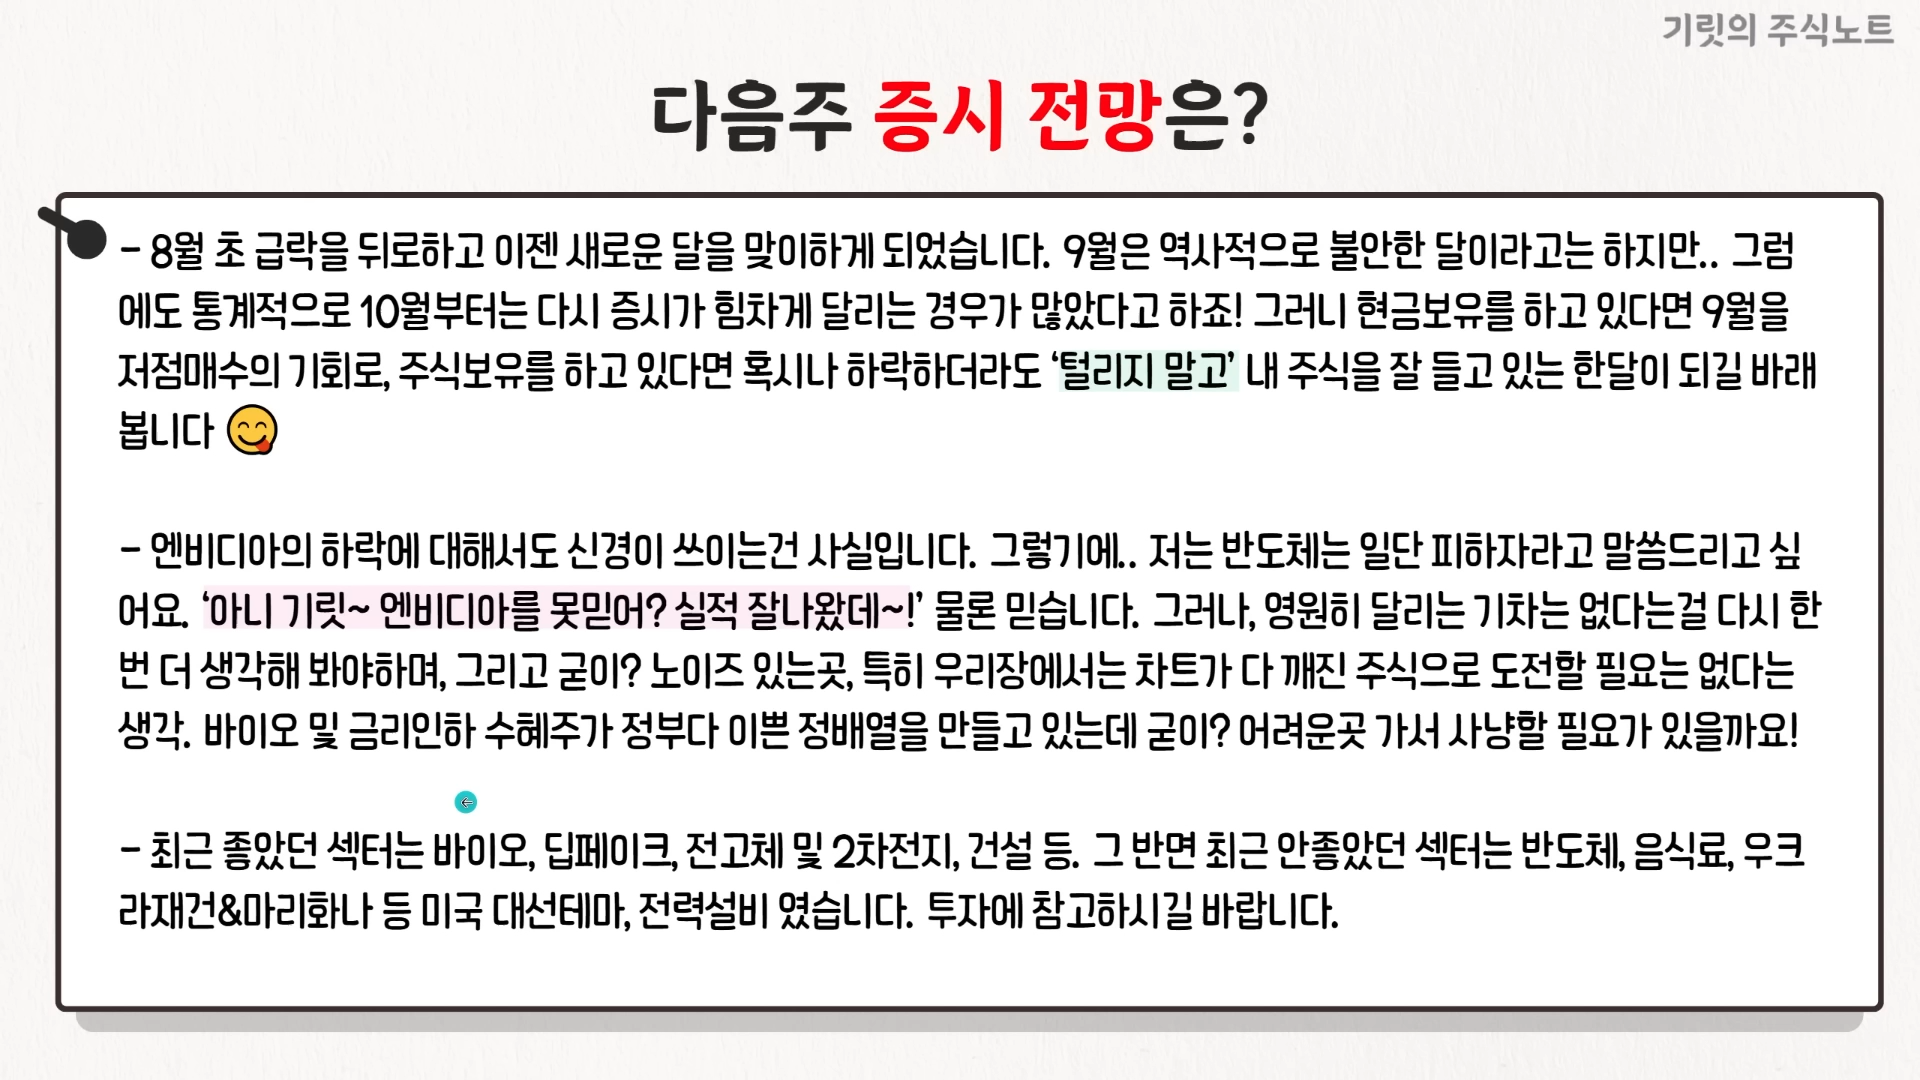 기릿의 주식노트
다음주 증시 전망은?
- 8월 초 급락을 뒤로하고 이젠 새로운 달을 맞이하게 되었습니다. 9월은 역사적으로 불안한 달이라고는 하지만.. 그럼
에도 통계적으로 10월부터는 다시 증시가 힘차게 달리는 경우가 많았다고 하죠! 그러니 현금보유를 하고 있다면 9월을
저점매수의 기회로, 주식보유를 하고 있다면 혹시나 하락하더라도 '털리지 말고' 내 주식을 잘 들고 있는 한달이 되길 바래
봅니다 😋
- 엔비디아의 하락에 대해서도 신경이 쓰이는건 사실입니다. 그렇기에.. 저는 반도체는 일단 피하자라고 말씀드리고 싶
어요. '아니 기릿~ 엔비디아를 못믿어? 실적 잘나왔데~!' 물론 믿습니다. 그러나, 영원히 달리는 기차는 없다는걸 다시 한
번 더 생각해 봐야하며, 그리고 굳이? 노이즈 있는곳, 특히 우리장에서는 차트가 다 깨진 주식으로 도전할 필요는 없다는
생각. 바이오 및 금리인하 수혜주가 정부다 이쁜 정배열을 만들고 있는데 굳이? 어려운곳 가서 사냥할 필요가 있을까요!
- 최근 좋았던 섹터는 바이오, 딥페이크, 전고체 및 2차전지, 건설 등. 그 반면 최근 안좋았던 섹터는 반도체, 음식료, 우크
라재건&마리화나 등 미국 대선테마, 전력설비 였습니다. 투자에 참고하시길 바랍니다.